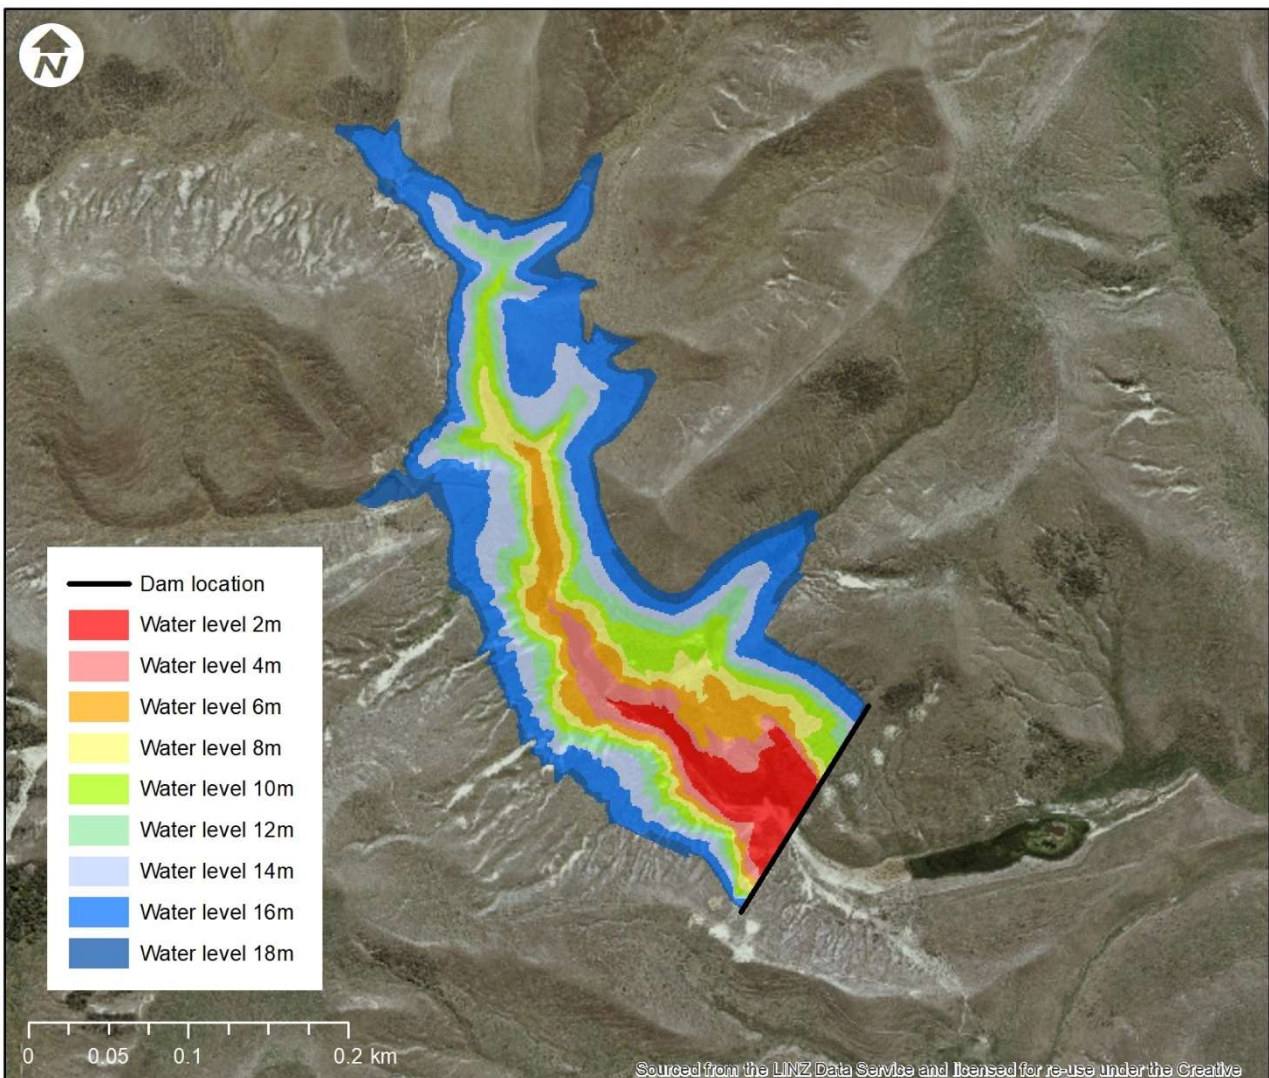 N
Dam location
Water level 2m
Water level 4m
Water level 6m
Water level 8m
Water level 10m
Water level 12m
Water level 14m
Water level 16m
Water level 18m
0 0.05 0.1 0.2 km
Sourced from the LINZ Data Service and licensed for re-use under the Creative